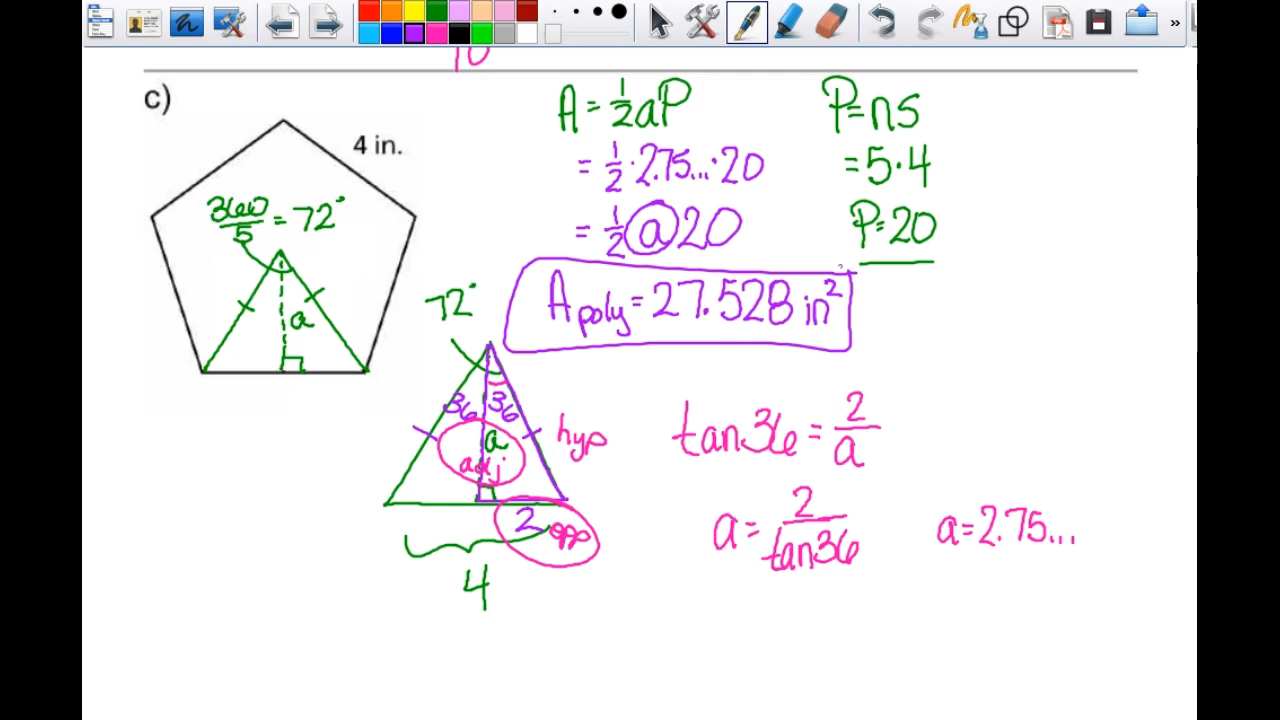 10
c)
4 in.
360/5 = 72°
a
A = 1/2 aP
= 1/2 · 2.75... · 20
= 1/2 a 20
A poly = 27.528 in²
P = ns
= 5 · 4
P = 20
72°
36 36
a
adj
hyp
2 opp
4
tan 36 = 2/a
a = 2/tan 36
a = 2.75...